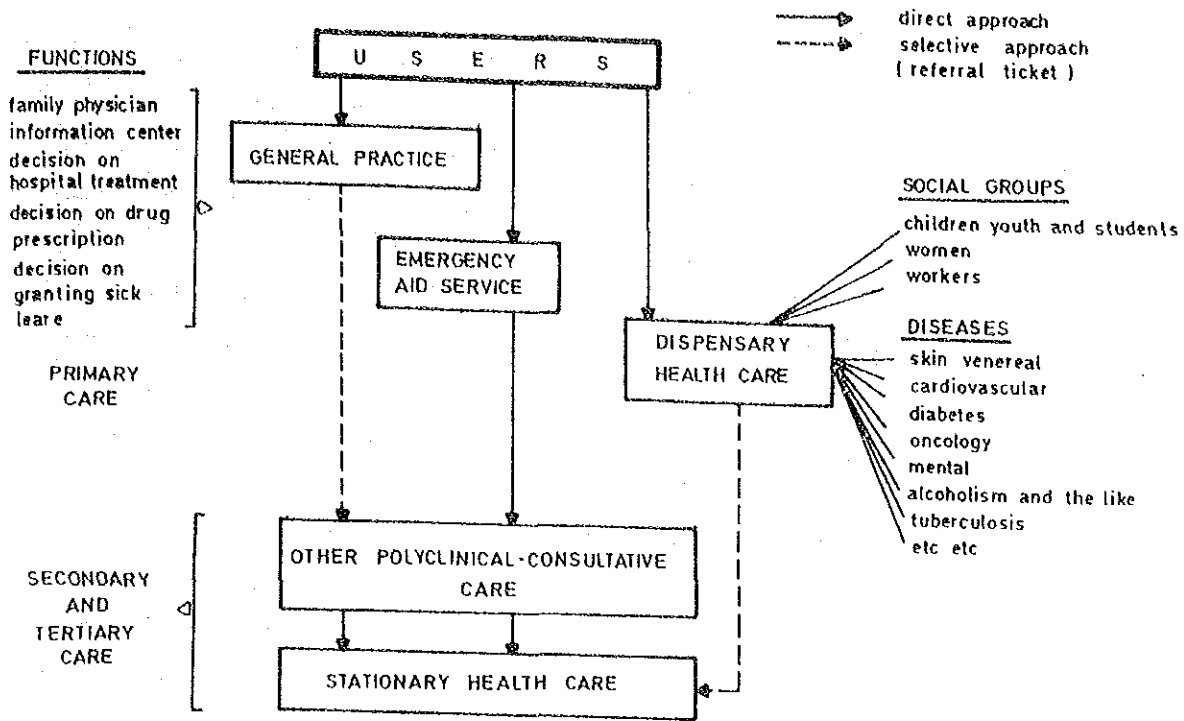 direct approach
selective approach
( referral ticket )
U S E R S
FUNCTIONS
family physician
information center
decision on
hospital treatment
decision on drug
prescription
decision on
granting sick
leare
PRIMARY
CARE
GENERAL PRACTICE
EMERGENCY
AID SERVICE
DISPENSARY
HEALTH CARE
SOCIAL GROUPS
children youth and students
women
workers
DISEASES
skin venereal
cardiovascular
diabetes
oncology
mental
alcoholism and the like
tuberculosis
etc etc
SECONDARY
AND
TERTIARY
CARE
OTHER POLYCLINICAL-CONSULTATIVE
CARE
STATIONARY HEALTH CARE